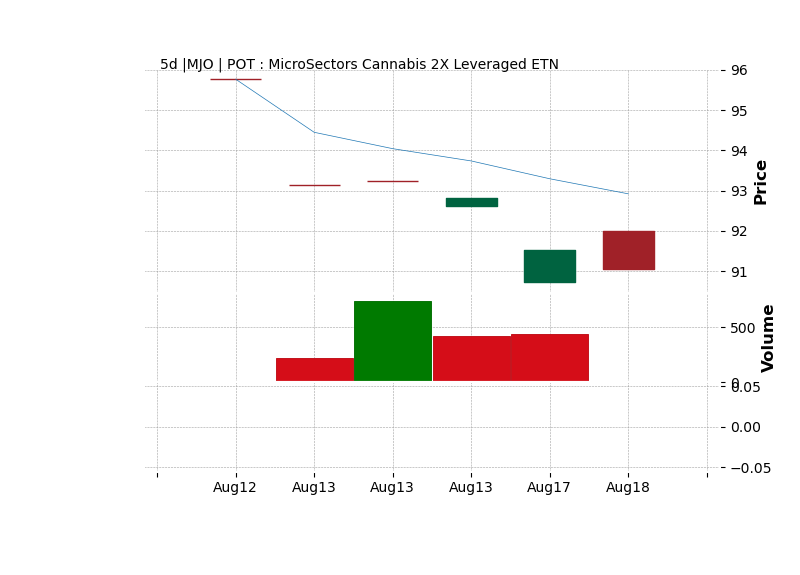 5d |MJO | POT : MicroSectors Cannabis 2X Leveraged ETN
96
95
94
93
92
91
Price
500
0
Volume
0.05
0.00
−0.05
Aug12 Aug13 Aug13 Aug13 Aug17 Aug18